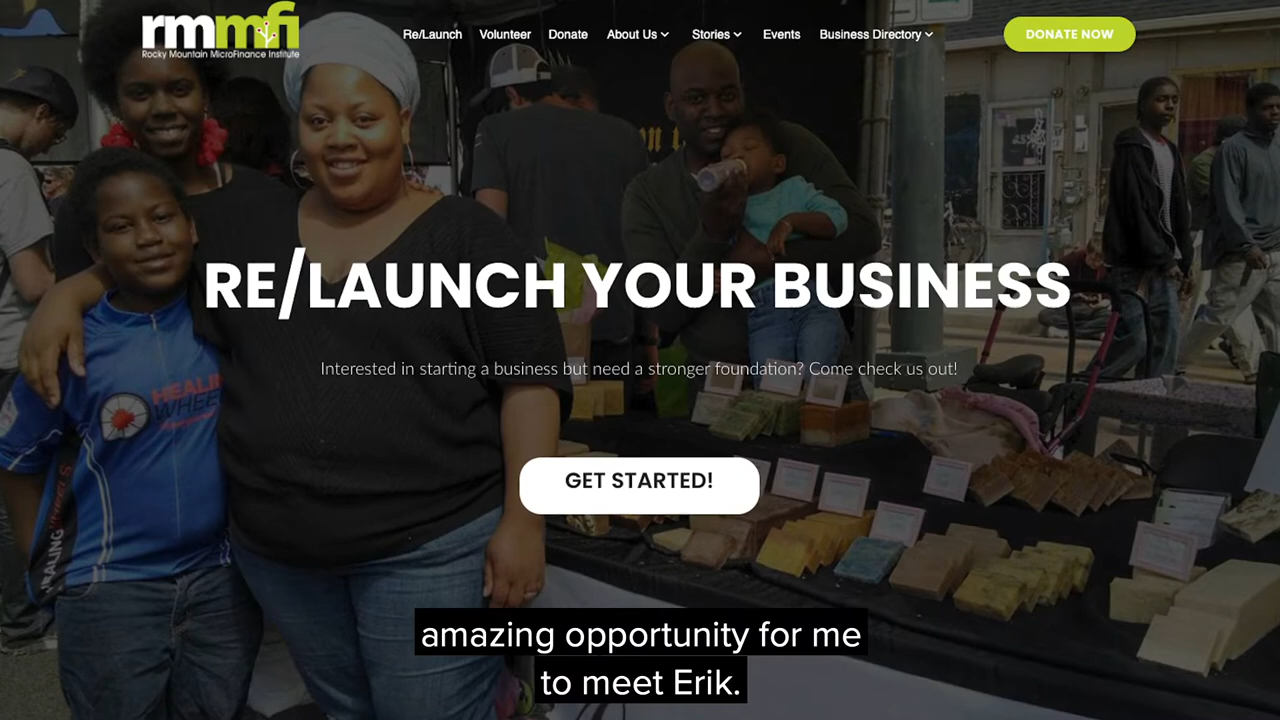 rmmfi
Rocky Mountain MicroFinance Institute
Re/Launch Volunteer Donate About Us Stories Events Business Directory DONATE NOW
RE/LAUNCH YOUR BUSINESS
Interested in starting a business but need a stronger foundation? Come check us out!
GET STARTED!
HEALING
WHEE
amazing opportunity for me
to meet Erik.